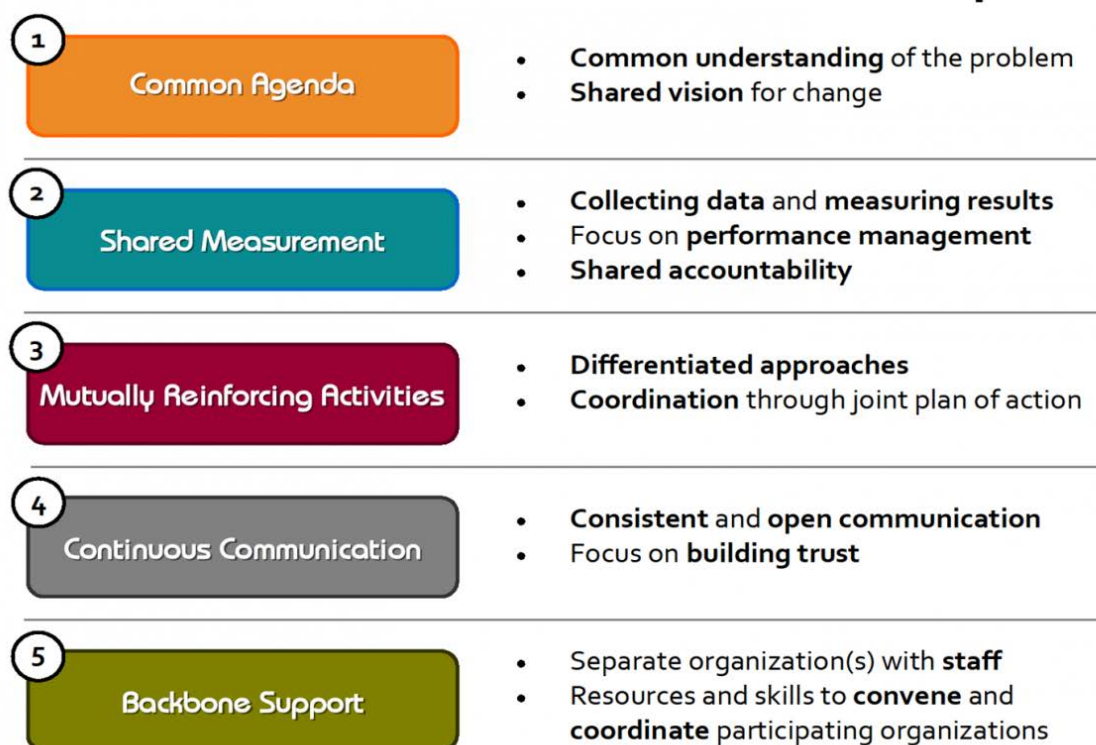 1
Common Agenda
• Common understanding of the problem
• Shared vision for change
2
Shared Measurement
• Collecting data and measuring results
• Focus on performance management
• Shared accountability
3
Mutually Reinforcing Activities
• Differentiated approaches
• Coordination through joint plan of action
4
Continuous Communication
• Consistent and open communication
• Focus on building trust
5
Backbone Support
• Separate organization(s) with staff
• Resources and skills to convene and
coordinate participating organizations